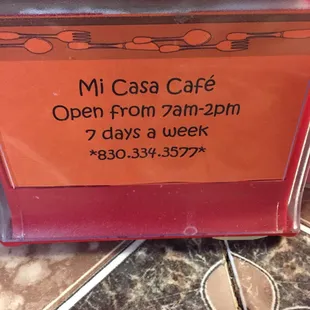 Mi Casa Café
Open from 7am-2pm
7 days a week
*830.334.3577*